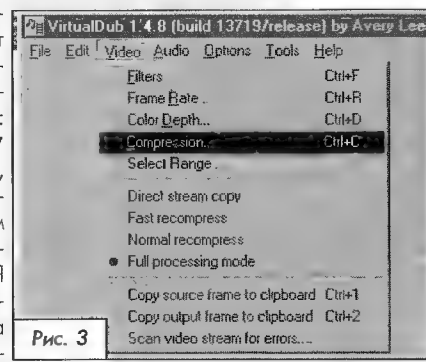 VirtualDub 1.4.8 (build 13719/release) by Avery Lee
File Edit Video Audio Options Tools Help
Filters Ctrl+F
Frame Rate... Ctrl+R
Color Depth... Ctrl+D
Compression... Ctrl+C
Select Range...
Direct stream copy
Fast recompress
Normal recompress
Full processing mode
Copy source frame to clipboard Ctrl+1
Copy output frame to clipboard Ctrl+2
Scan video stream for errors...
Рис. 3